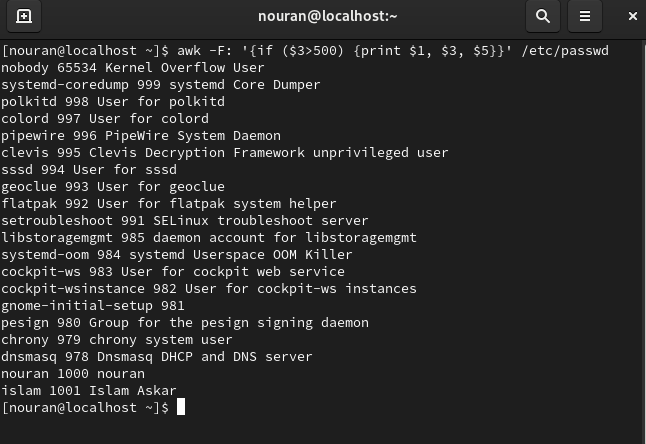 nouran@localhost:~
[nouran@localhost ~]$ awk -F: '{if ($3>500) {print $1, $3, $5}}' /etc/passwd
nobody 65534 Kernel Overflow User
systemd-coredump 999 systemd Core Dumper
polkitd 998 User for polkitd
colord 997 User for colord
pipewire 996 PipeWire System Daemon
clevis 995 Clevis Decryption Framework unprivileged user
sssd 994 User for sssd
geoclue 993 User for geoclue
flatpak 992 User for flatpak system helper
setroubleshoot 991 SELinux troubleshoot server
libstoragemgmt 985 daemon account for libstoragemgmt
systemd-oom 984 systemd Userspace OOM Killer
cockpit-ws 983 User for cockpit web service
cockpit-wsinstance 982 User for cockpit-ws instances
gnome-initial-setup 981
pesign 980 Group for the pesign signing daemon
chrony 979 chrony system user
dnsmasq 978 Dnsmasq DHCP and DNS server
nouran 1000 nouran
islam 1001 Islam Askar
[nouran@localhost ~]$